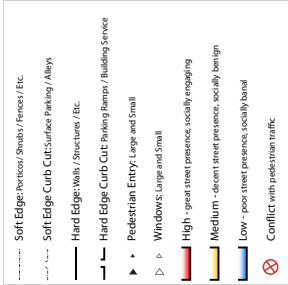 Soft Edge: Porticos/ Shrubs / Fences / Etc.
Soft Edge Curb Cut: Surface Parking / Alleys
Hard Edge: Walls / Structures / Etc.
Hard Edge Curb Cut: Parking Ramps / Building Service
Pedestrian Entry: Large and Small
Windows: Large and Small
High - great street presence, socially engaging
Medium - decent street presence, socially benign
Low - poor street presence, socially banal
Conflict with pedestrian traffic